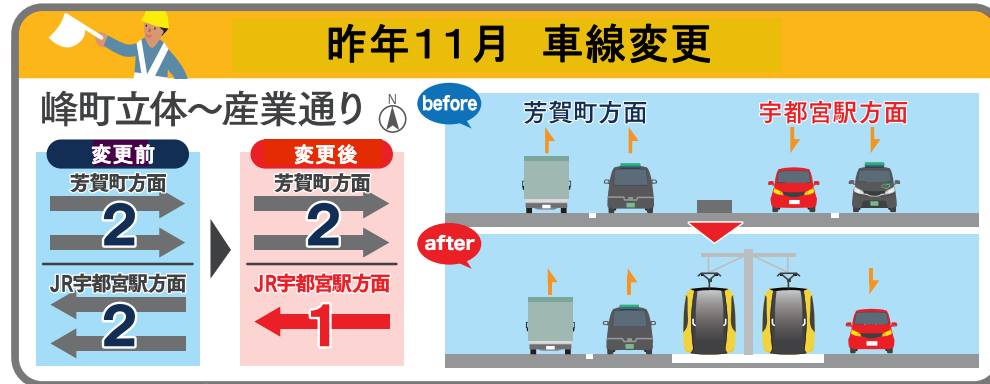 昨年11月 車線変更
峰町立体～産業通り
N
変更前
芳賀町方面
2
JR宇都宮駅方面
2
変更後
芳賀町方面
2
JR宇都宮駅方面
1
before
芳賀町方面
宇都宮駅方面
after